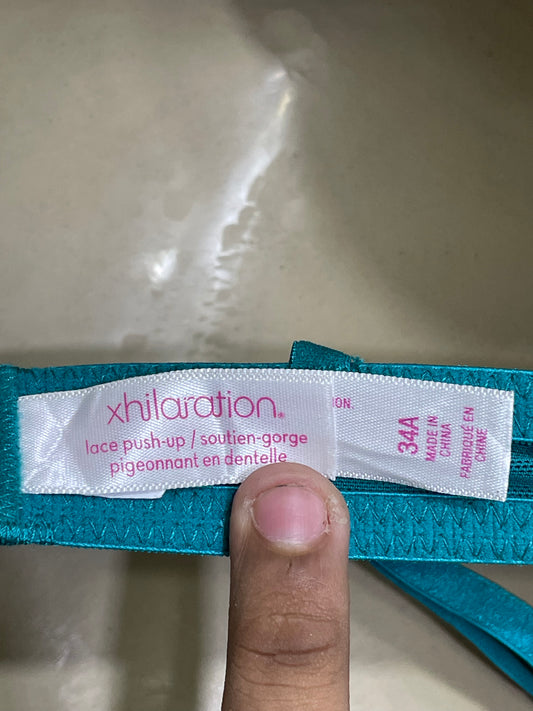 xhilaration®
lace push-up / soutien-gorge
pigeonnant en dentelle
ON.
34A
MADE IN
CHINA
FABRIQUÉ EN
CHINE